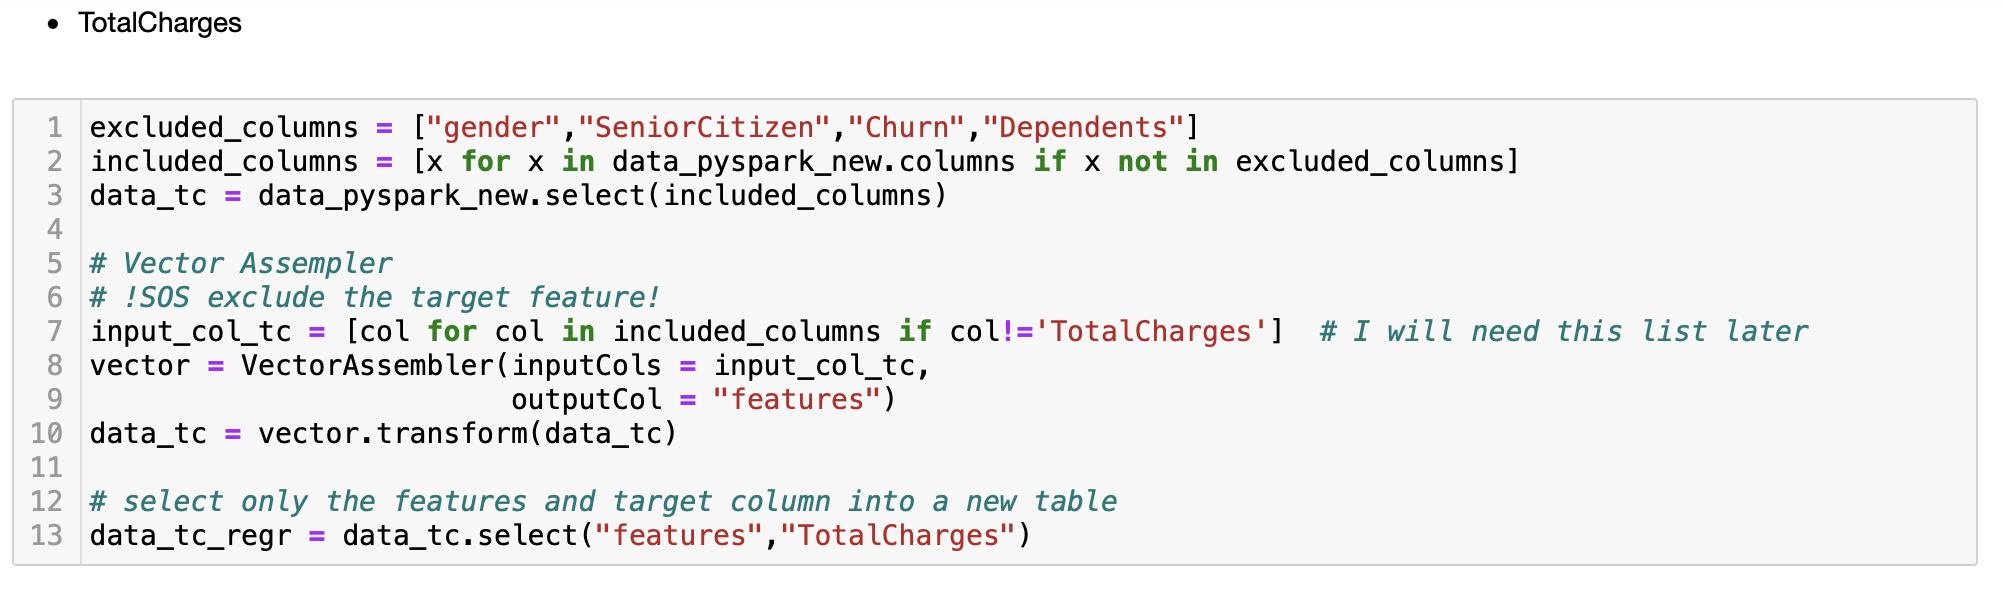 • TotalCharges
1 excluded_columns = ["gender","SeniorCitizen","Churn","Dependents"]
2 included_columns = [x for x in data_pyspark_new.columns if x not in excluded_columns]
3 data_tc = data_pyspark_new.select(included_columns)
4
5 # Vector Assempler
6 # !SOS exclude the target feature!
7 input_col_tc = [col for col in included_columns if col!='TotalCharges']  # I will need this list later
8 vector = VectorAssembler(inputCols = input_col_tc,
9                          outputCol = "features")
10 data_tc = vector.transform(data_tc)
11
12 # select only the features and target column into a new table
13 data_tc_regr = data_tc.select("features","TotalCharges")